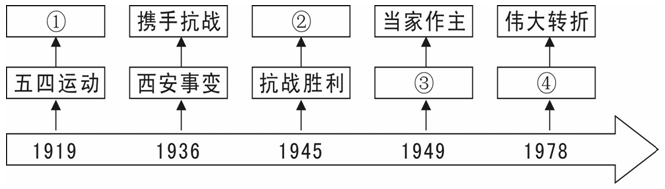 ① 携手抗战 ② 当家作主 伟大转折
五四运动 西安事变 抗战胜利 ③ ④
1919 1936 1945 1949 1978